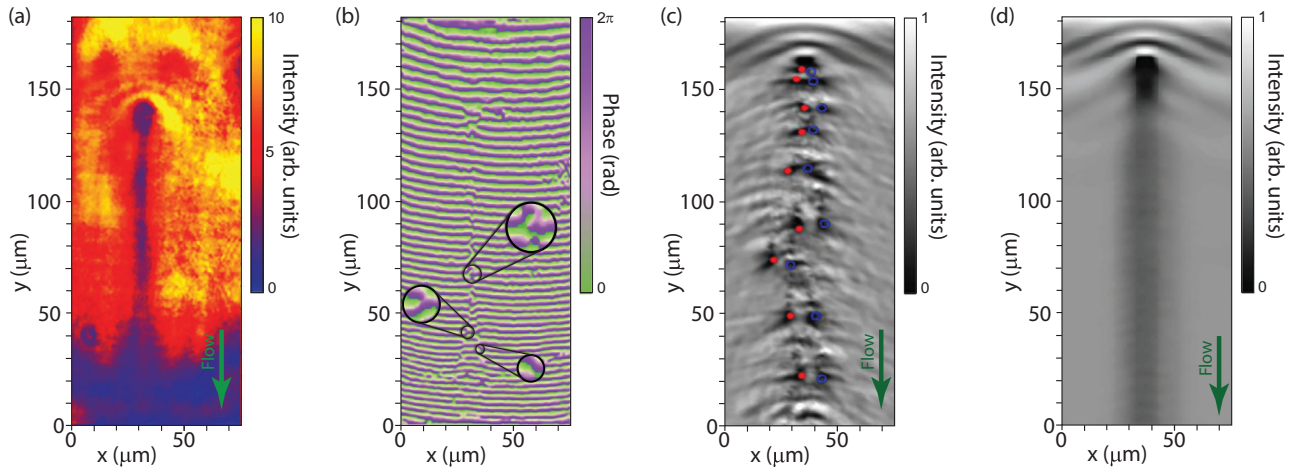 (a)
150
100
50
0
y (μm)
0
50
x (μm)
Flow
10
5
0
Intensity (arb. units)
(b)
150
100
50
0
y (μm)
0
50
x (μm)
2π
0
Phase (rad)
(c)
150
100
50
0
y (μm)
0
50
x (μm)
Flow
1
0
Intensity (arb. units)
(d)
150
100
50
0
y (μm)
0
50
x (μm)
Flow
1
0
Intensity (arb. units)